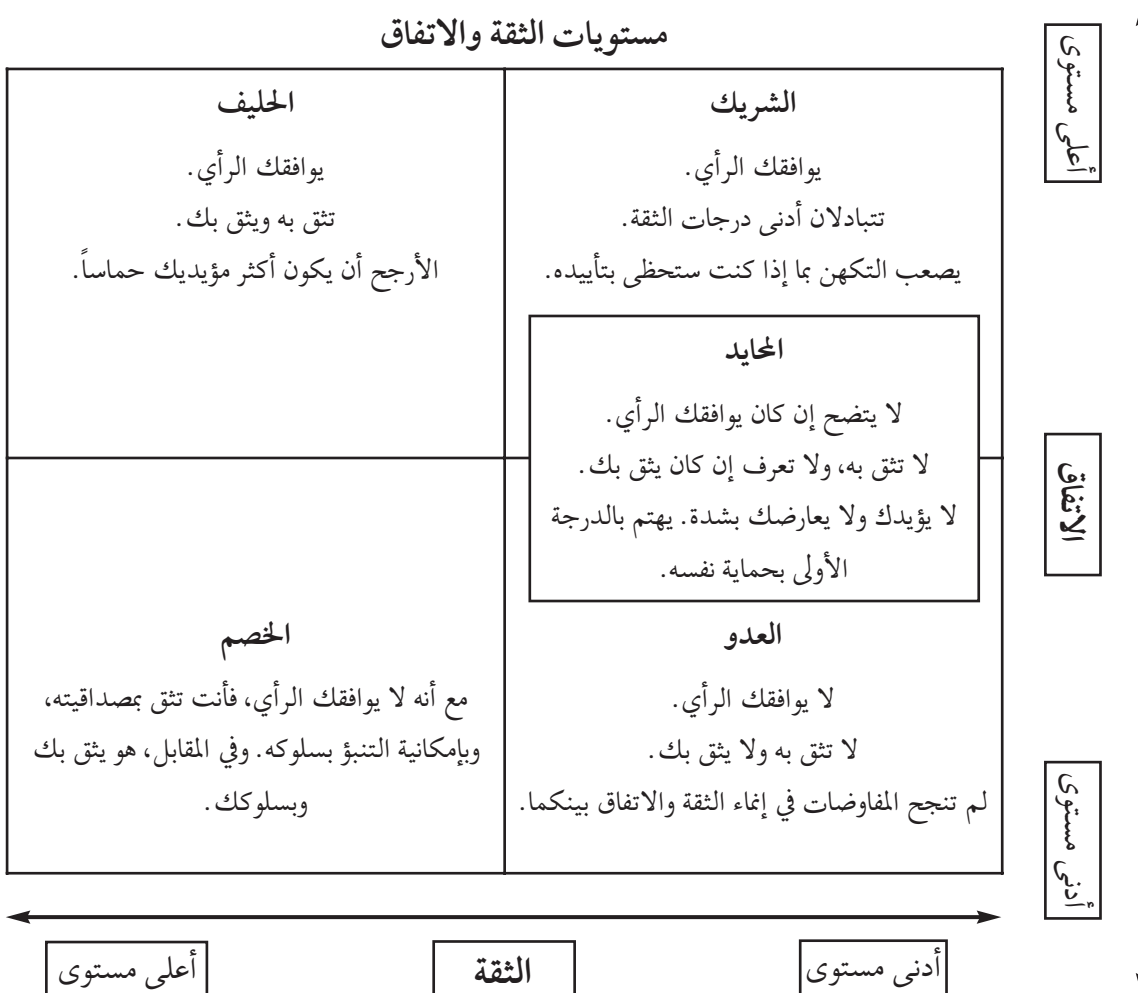 مستويات الثقة والاتفاق
أعلى مستوى
الشريك
يوافقك الرأي.
تتبادلان أدنى درجات الثقة.
يصعب التكهن بما إذا كنت ستحظى بتأييده.
الحليف
يوافقك الرأي.
تثق به ويثق بك.
الأرجح أن يكون أكثر مؤيديك حماساً.
المحايد
لا يتضح إن كان يوافقك الرأي.
لا تثق به، ولا تعرف إن كان يثق بك.
لا يؤيدك ولا يعارضك بشدة. يهتم بالدرجة
الأولى بحماية نفسه.
الاتفاق
العدو
لا يوافقك الرأي.
لا تثق به ولا يثق بك.
لم تنجح المفاوضات في إنماء الثقة والاتفاق بينكما.
الخصم
مع أنه لا يوافقك الرأي، فأنت تثق بمصداقيته،
وبإمكانية التنبؤ بسلوكه. وفي المقابل، هو يثق بك
وبسلوكك.
أدنى مستوى
أدنى مستوى
الثقة
أعلى مستوى